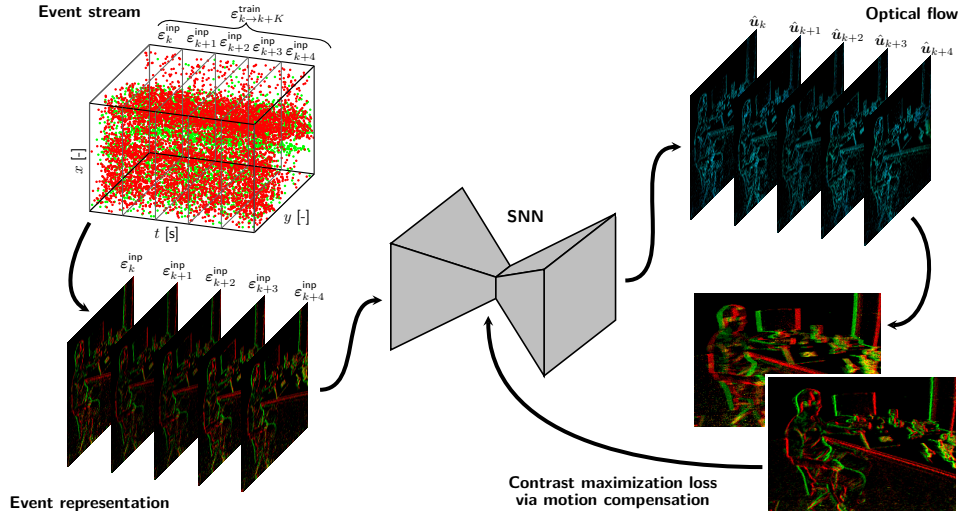 Event stream
ε^train_{k→k+K}
ε^inp_k ε^inp_{k+1} ε^inp_{k+2} ε^inp_{k+3} ε^inp_{k+4}
x [-]
t [s]
y [-]
Optical flow
û_k û_{k+1} û_{k+2} û_{k+3} û_{k+4}
SNN
ε^inp_k ε^inp_{k+1} ε^inp_{k+2} ε^inp_{k+3} ε^inp_{k+4}
Event representation
Contrast maximization loss
via motion compensation